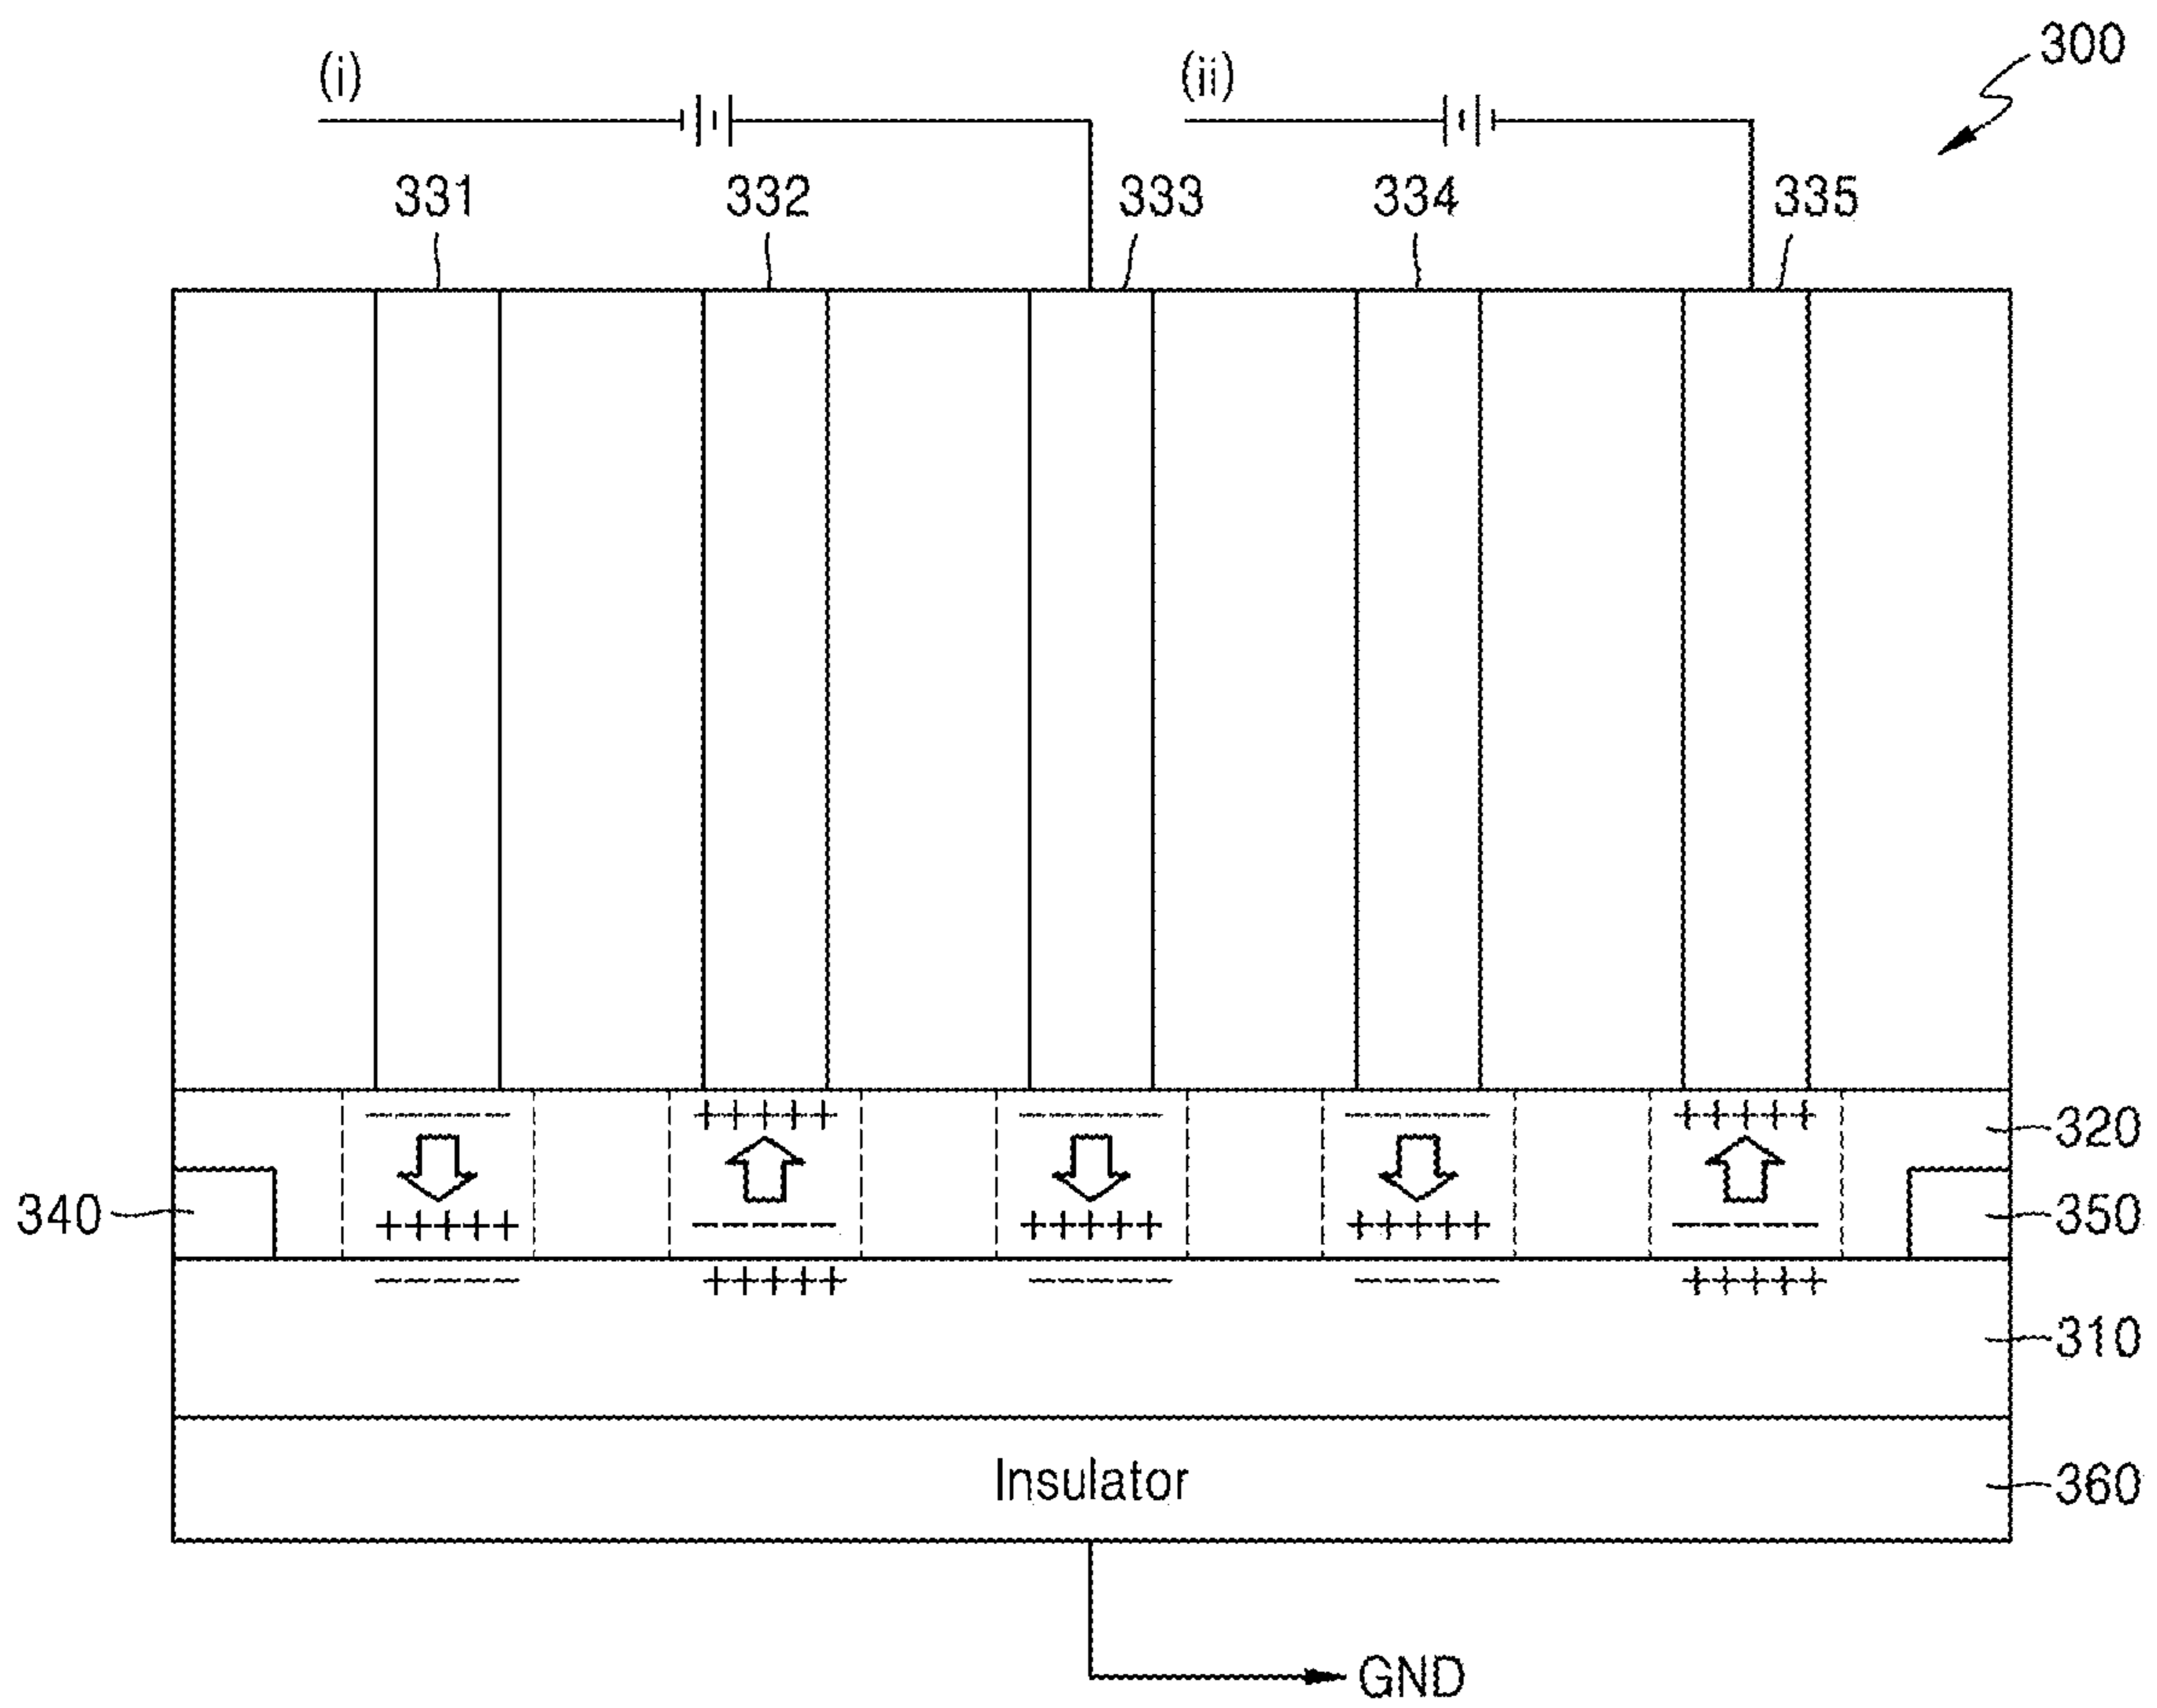 300
(i) (ii)
331 332 333 334 335
----- +++++ ----- ----- +++++
320
340 350
+++++ ----- +++++ +++++ -----
----- +++++ ----- ----- +++++
310
Insulator
360
GND